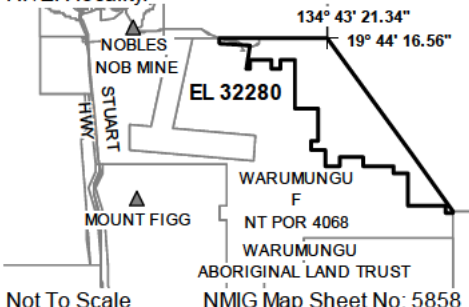 134° 43' 21.34"
19° 44' 16.56"
NOBLES
NOB MINE
EL 32280
STUART
HWY
WARUMUNGU
F
NT POR 4068
MOUNT FIGG
WARUMUNGU
ABORIGINAL LAND TRUST
Not To Scale
NMIG Map Sheet No: 5858